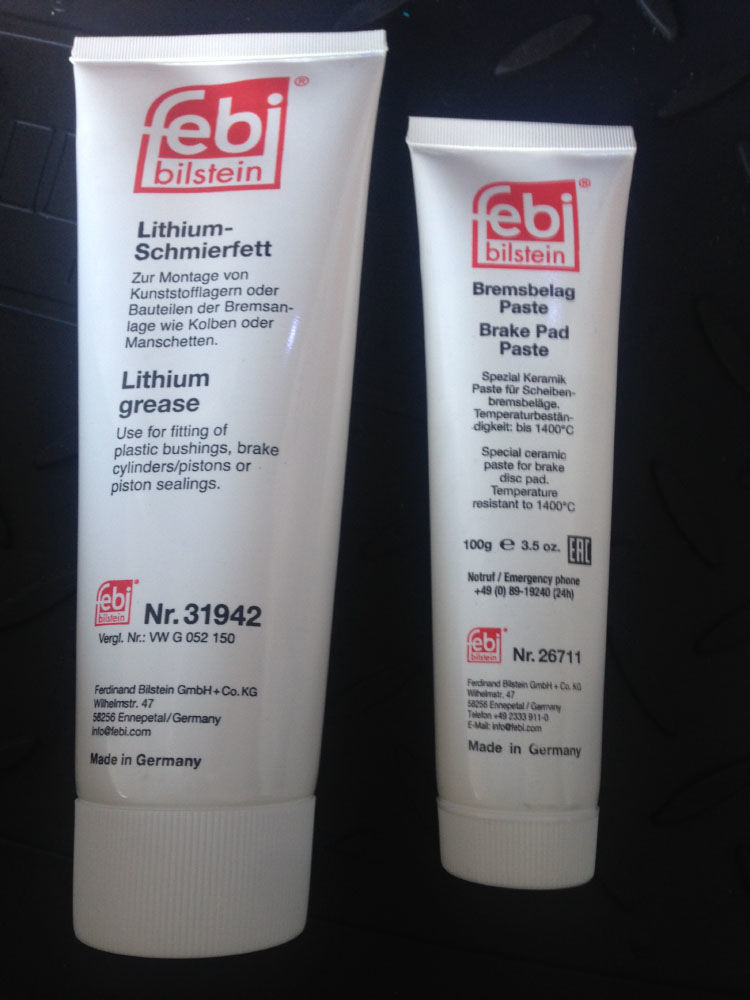 febi®
bilstein
Lithium-
Schmierfett
Zur Montage von
Kunststofflagern oder
Bauteilen der Bremsan-
lage wie Kolben oder
Manschetten.
Lithium
grease
Use for fitting of
plastic bushings, brake
cylinders/pistons or
piston sealings.
febi®
bilstein
Nr. 31942
Vergl. Nr.: VW G 052 150
Ferdinand Bilstein GmbH + Co. KG
Wilhelmstr. 47
58256 Ennepetal/Germany
info@febi.com
Made in Germany
febi®
bilstein
Bremsbelag
Paste
Brake Pad
Paste
Spezial Keramik
Paste für Scheiben-
bremsbeläge.
Temperaturbestän-
digkeit: bis 1400°C
Special ceramic
paste for brake
disc pad.
Temperature
resistant to 1400°C
100g ℮ 3.5 oz. EAC
Notruf / Emergency phone
+49 (0) 89-19240 (24h)
febi®
bilstein
Nr. 26711
Ferdinand Bilstein GmbH + Co. KG
Wilhelmstr. 47
58256 Ennepetal / Germany
Telefon +49 2333 911-0
E-Mail: info@febi.com
Made in Germany